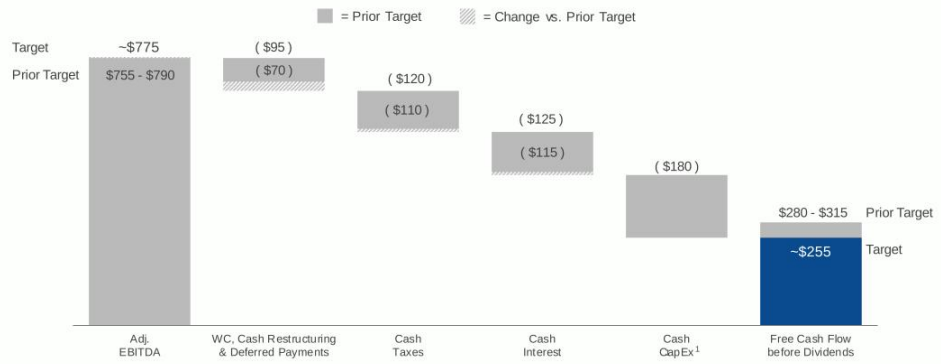 = Prior Target
= Change vs. Prior Target
Target
~$775
( $95 )
Prior Target
$755 - $790
( $70 )
( $120 )
( $110 )
( $125 )
( $115 )
( $180 )
$280 - $315
Prior Target
~$255
Target
Adj.
EBITDA
WC, Cash Restructuring
& Deferred Payments
Cash
Taxes
Cash
Interest
Cash
CapEx¹
Free Cash Flow
before Dividends